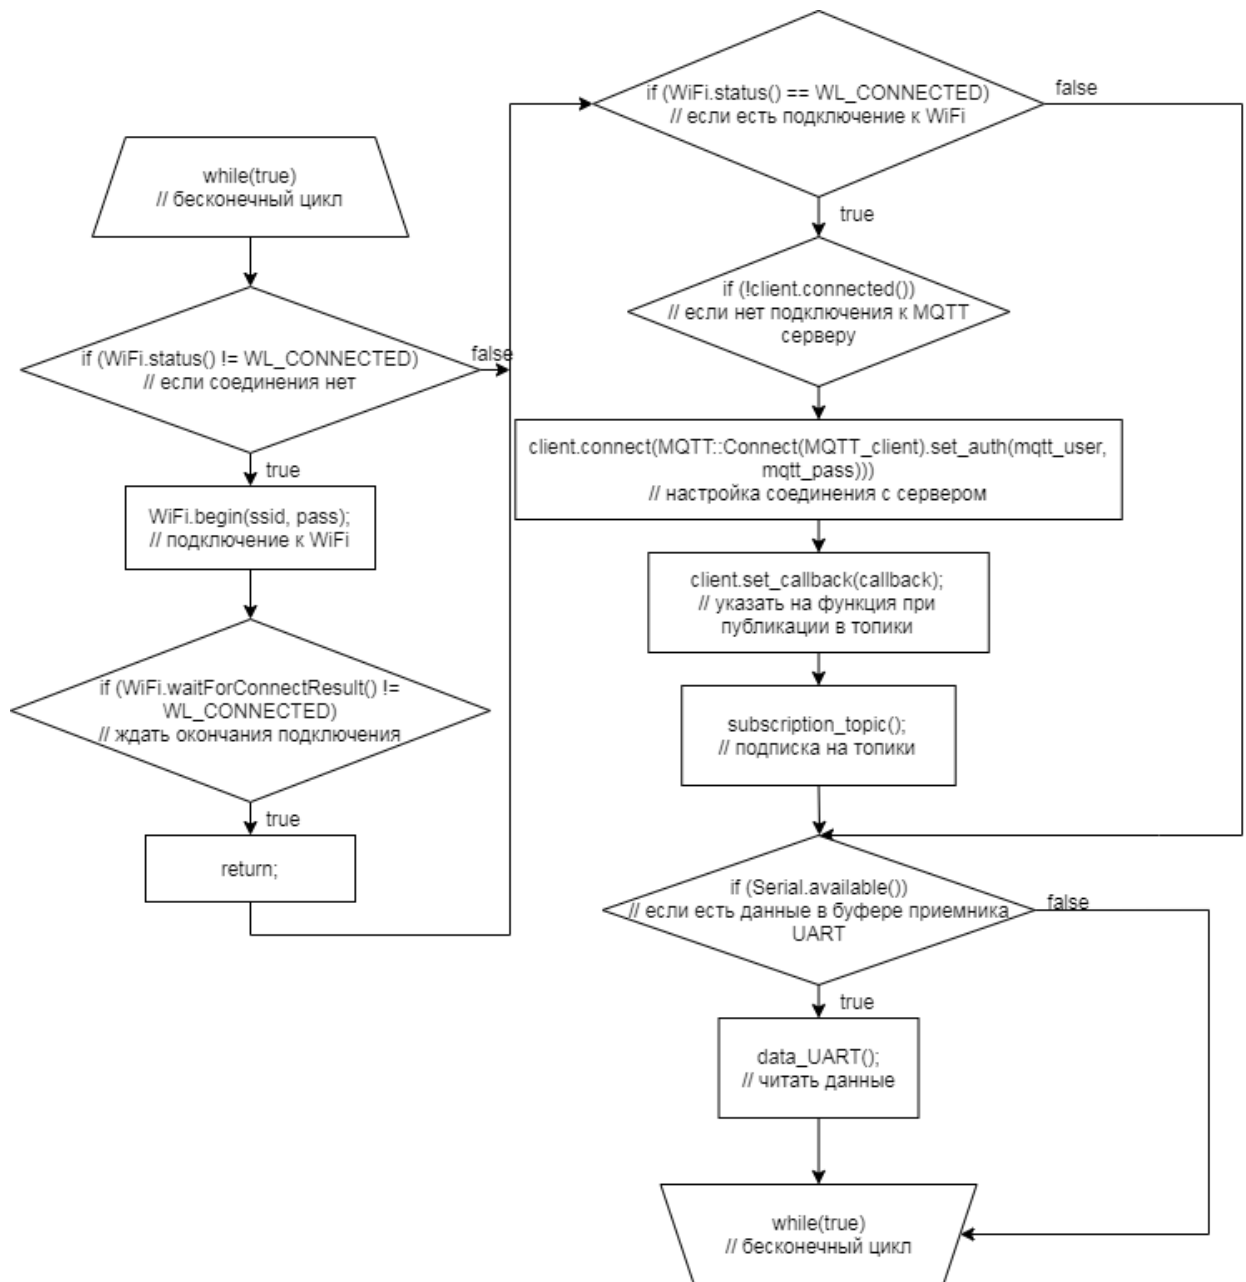 while(true)
// бесконечный цикл
if (WiFi.status() != WL_CONNECTED)
// если соединения нет
false
true
WiFi.begin(ssid, pass);
// подключение к WiFi
if (WiFi.waitForConnectResult() !=
WL_CONNECTED)
// ждать окончания подключения
true
return;
if (WiFi.status() == WL_CONNECTED)
// если есть подключение к WiFi
false
true
if (!client.connected())
// если нет подключения к MQTT
серверу
client.connect(MQTT::Connect(MQTT_client).set_auth(mqtt_user,
mqtt_pass)))
// настройка соединения с сервером
client.set_callback(callback);
// указать на функция при
публикации в топики
subscription_topic();
// подписка на топики
if (Serial.available())
// если есть данные в буфере приемника
UART
false
true
data_UART();
// читать данные
while(true)
// бесконечный цикл